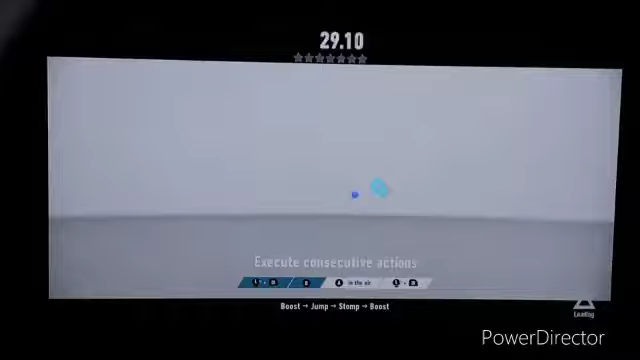 29.10
Execute consecutive actions
in the air
Boost → Jump → Stomp → Boost
Loading
PowerDirector